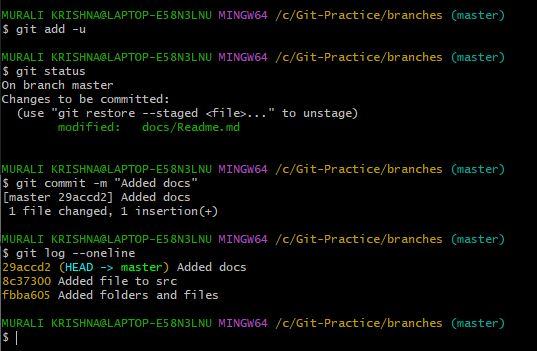 MURALI KRISHNA@LAPTOP-E58N3LNU MINGW64 /c/Git-Practice/branches (master)
$ git add -u
MURALI KRISHNA@LAPTOP-E58N3LNU MINGW64 /c/Git-Practice/branches (master)
$ git status
On branch master
Changes to be committed:
  (use "git restore --staged <file>..." to unstage)
        modified:   docs/Readme.md
MURALI KRISHNA@LAPTOP-E58N3LNU MINGW64 /c/Git-Practice/branches (master)
$ git commit -m "Added docs"
[master 29accd2] Added docs
 1 file changed, 1 insertion(+)
MURALI KRISHNA@LAPTOP-E58N3LNU MINGW64 /c/Git-Practice/branches (master)
$ git log --oneline
29accd2 (HEAD -> master) Added docs
8c37300 Added file to src
fbba605 Added folders and files
MURALI KRISHNA@LAPTOP-E58N3LNU MINGW64 /c/Git-Practice/branches (master)
$